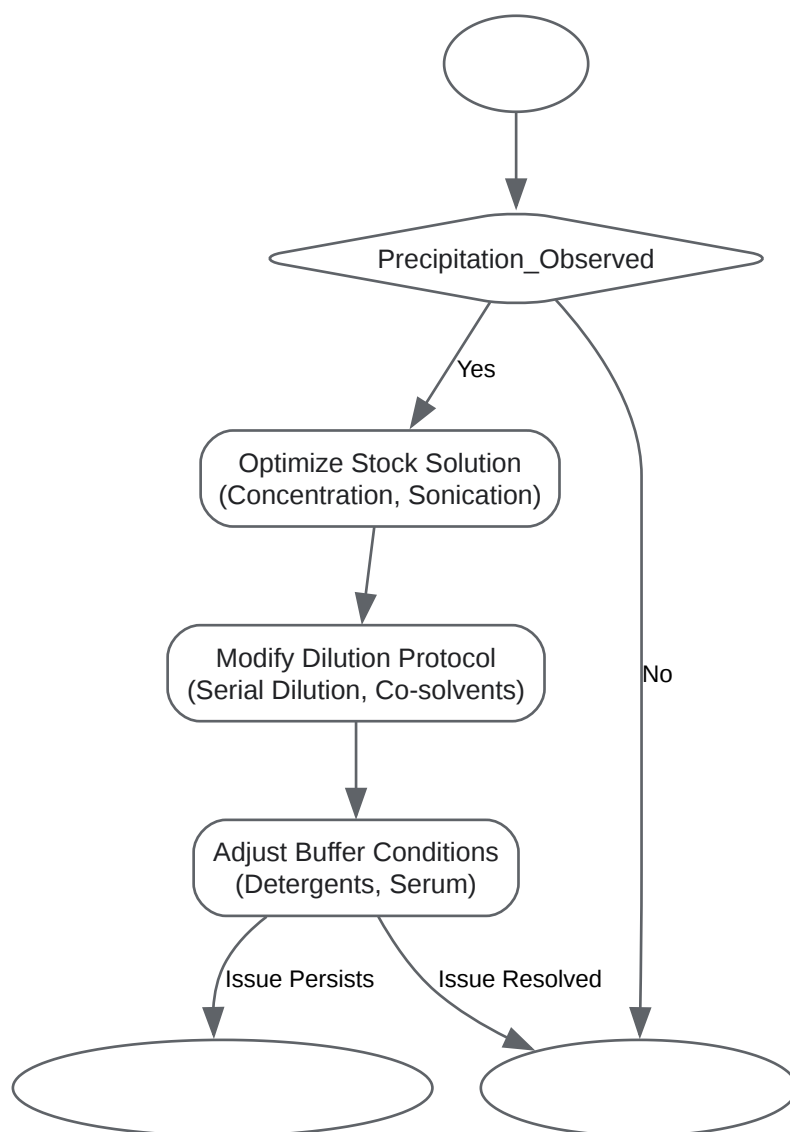 Precipitation_Observed
Yes
Optimize Stock Solution
(Concentration, Sonication)
Modify Dilution Protocol
(Serial Dilution, Co-solvents)
No
Adjust Buffer Conditions
(Detergents, Serum)
Issue Persists
Issue Resolved